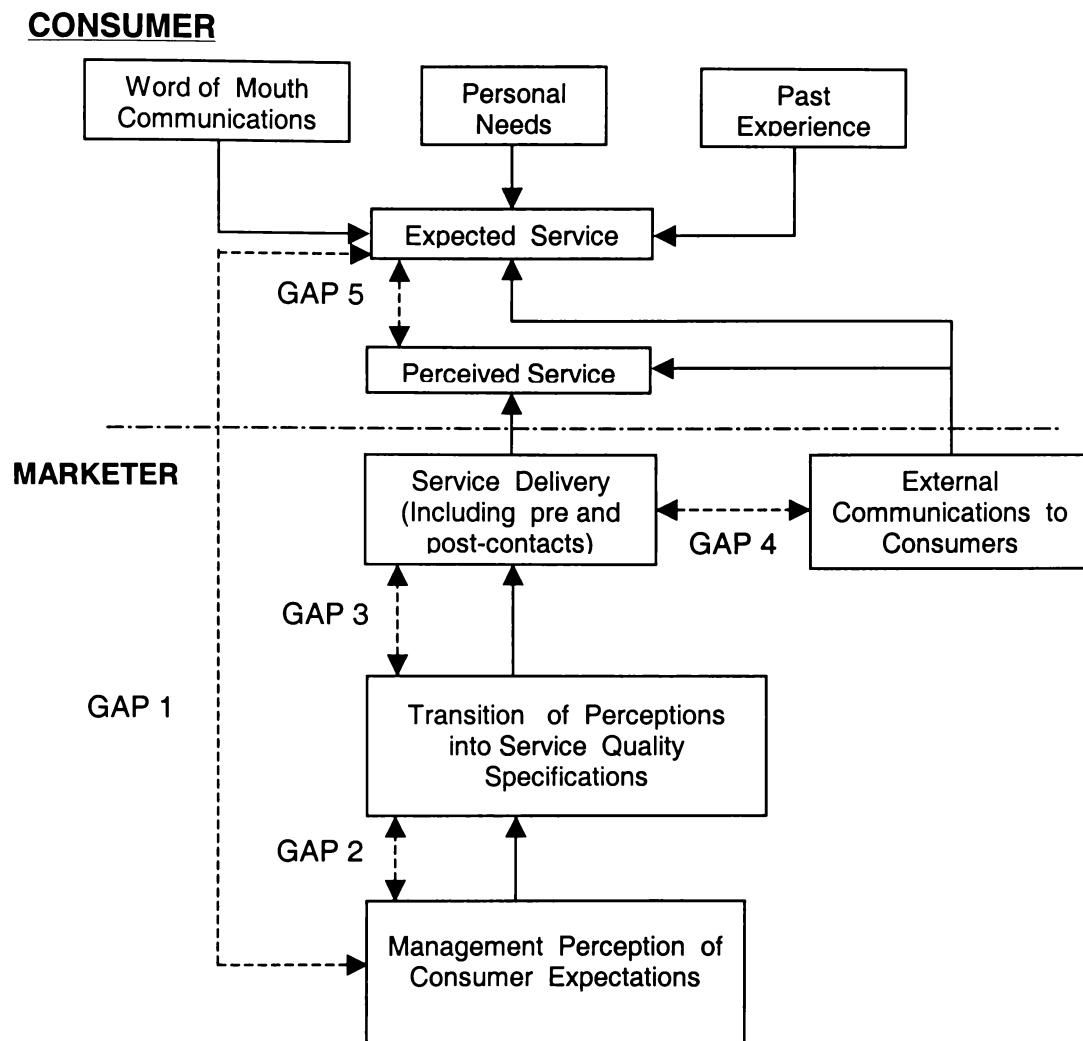 CONSUMER
Word of Mouth
Communications
Personal
Needs
Past
Experience
Expected Service
GAP 5
Perceived Service
MARKETER
Service Delivery
(Including pre and
post-contacts)
GAP 4
External
Communications to
Consumers
GAP 3
GAP 1
Transition of Perceptions
into Service Quality
Specifications
GAP 2
Management Perception of
Consumer Expectations